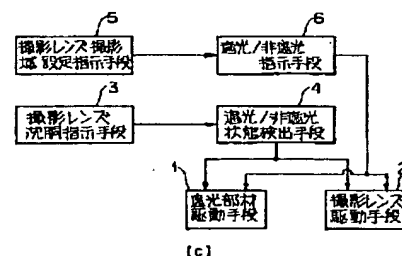 5
撮影レンズ撮影
域設定指示手段
6
遮光/非遮光
指示手段
3
撮影レンズ
沈胴指示手段
4
遮光/非遮光
状態検出手段
1
遮光部材
駆動手段
2
撮影レンズ
駆動手段
[c]